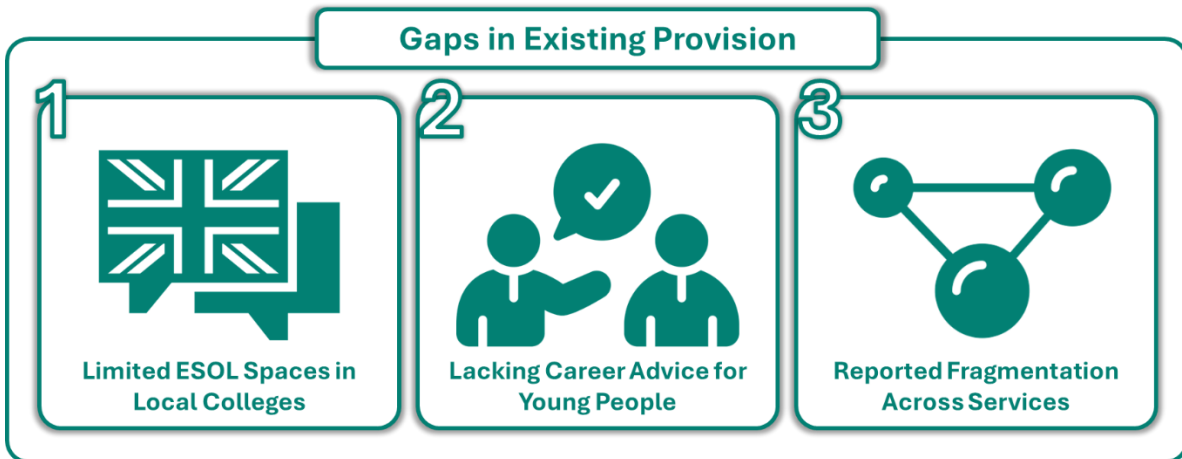 Gaps in Existing Provision
1
Limited ESOL Spaces in
Local Colleges
2
Lacking Career Advice for
Young People
3
Reported Fragmentation
Across Services